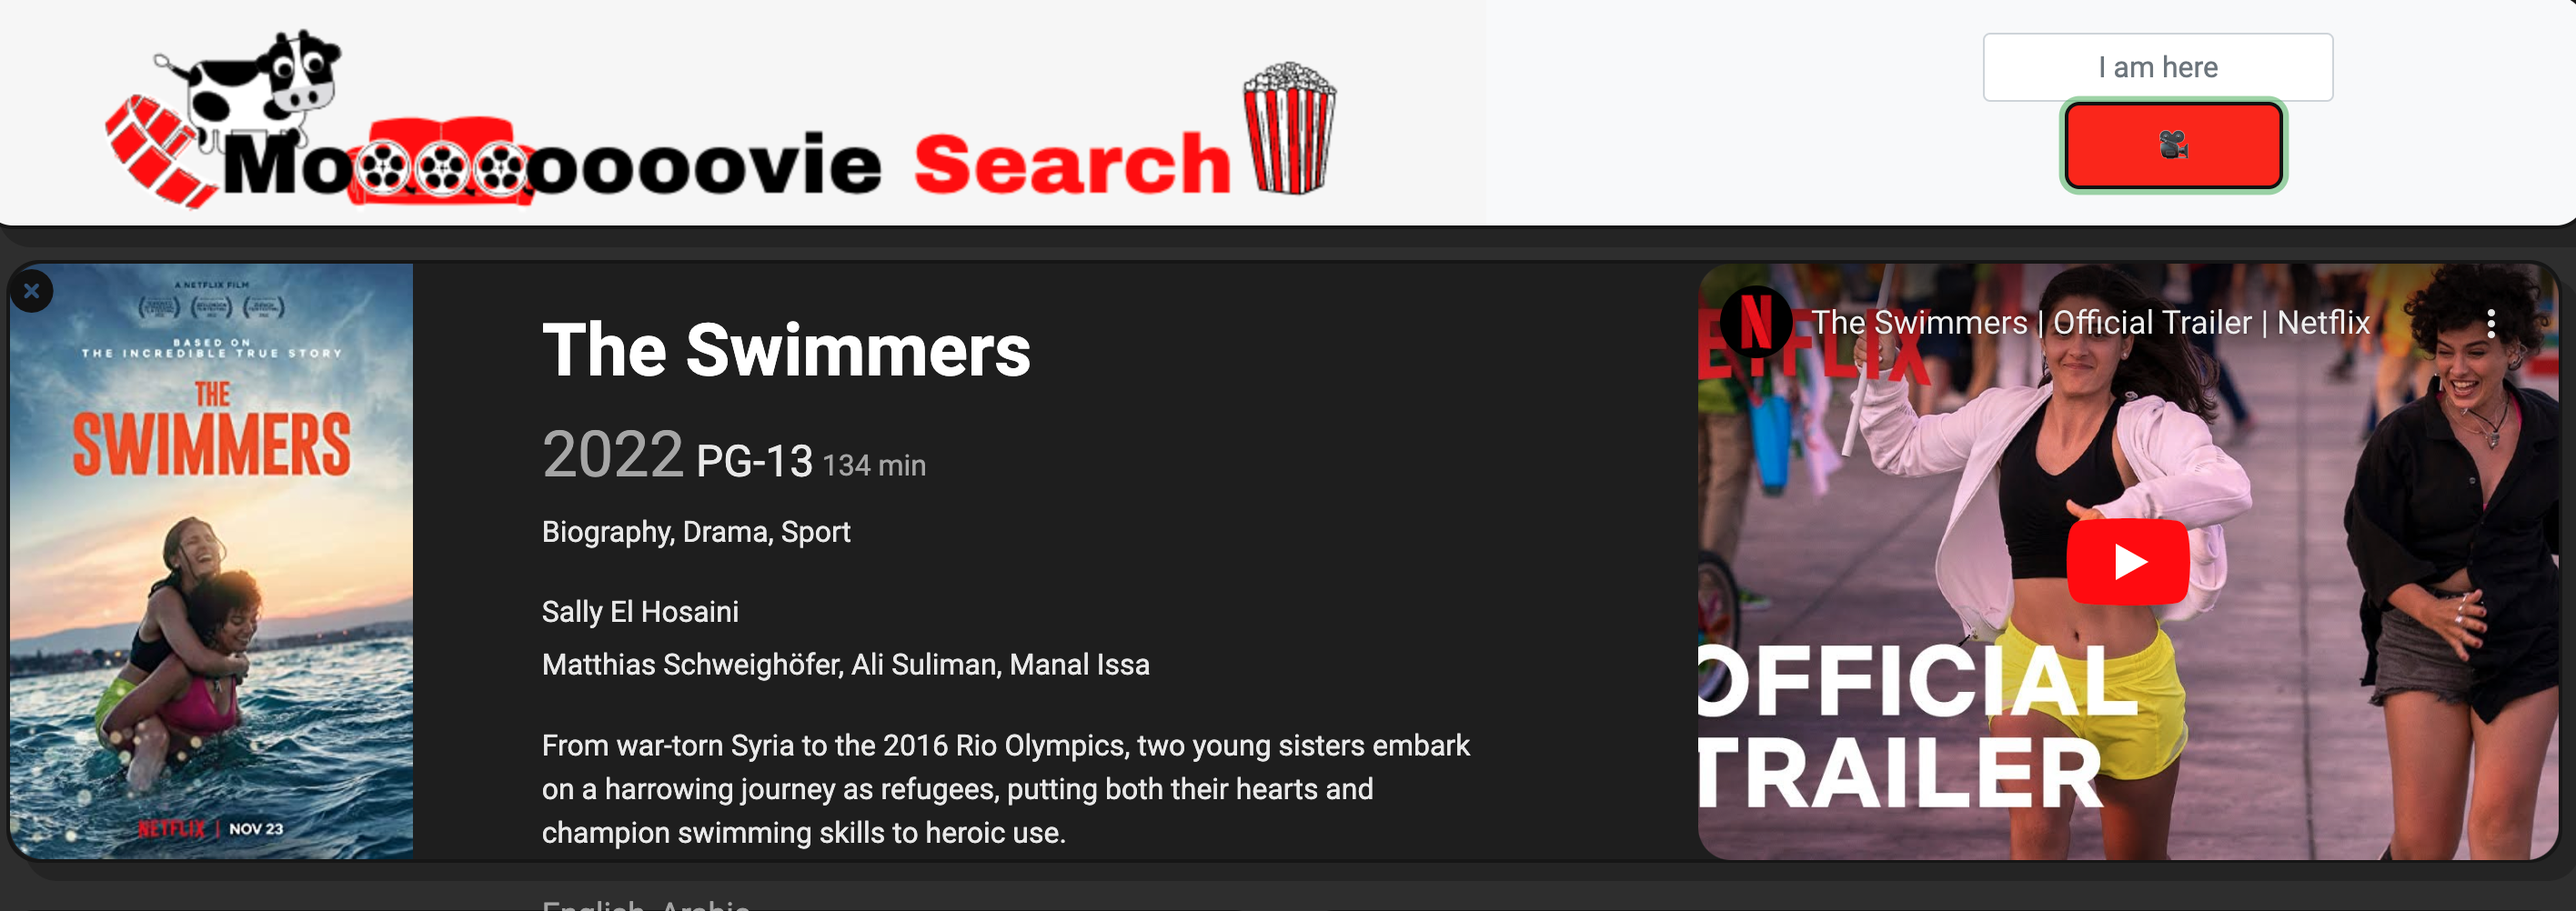 Moooooooovie Search
I am here
A NETFLIX FILM
BASED ON
THE INCREDIBLE TRUE STORY
THE
SWIMMERS
NETFLIX | NOV 23
The Swimmers
2022 PG-13 134 min
Biography, Drama, Sport
Sally El Hosaini
Matthias Schweighöfer, Ali Suliman, Manal Issa
From war-torn Syria to the 2016 Rio Olympics, two young sisters embark
on a harrowing journey as refugees, putting both their hearts and
champion swimming skills to heroic use.
English, Arabic
N
The Swimmers | Official Trailer | Netflix
ETFLIX
OFFICIAL
TRAILER